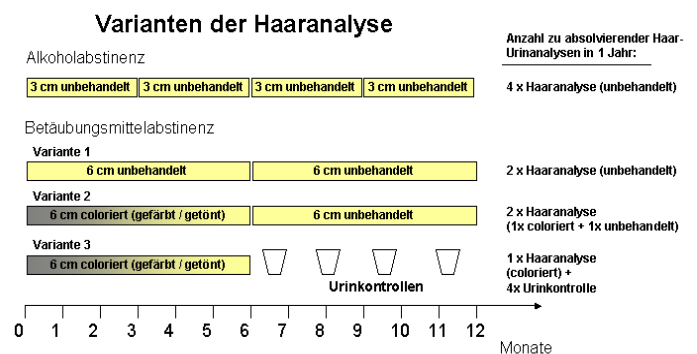 Varianten der Haaranalyse
Anzahl zu absolvierender Haar-
Urinanalysen in 1 Jahr:
Alkoholabstinenz
3 cm unbehandelt 3 cm unbehandelt 3 cm unbehandelt 3 cm unbehandelt
4 x Haaranalyse (unbehandelt)
Betäubungsmittelabstinenz
Variante 1
6 cm unbehandelt 6 cm unbehandelt
2 x Haaranalyse (unbehandelt)
Variante 2
6 cm coloriert (gefärbt / getönt) 6 cm unbehandelt
2 x Haaranalyse
(1x coloriert + 1x unbehandelt)
Variante 3
6 cm coloriert (gefärbt / getönt)
Urinkontrollen
1 x Haaranalyse
(coloriert) +
4x Urinkontrolle
0 1 2 3 4 5 6 7 8 9 10 11 12
Monate